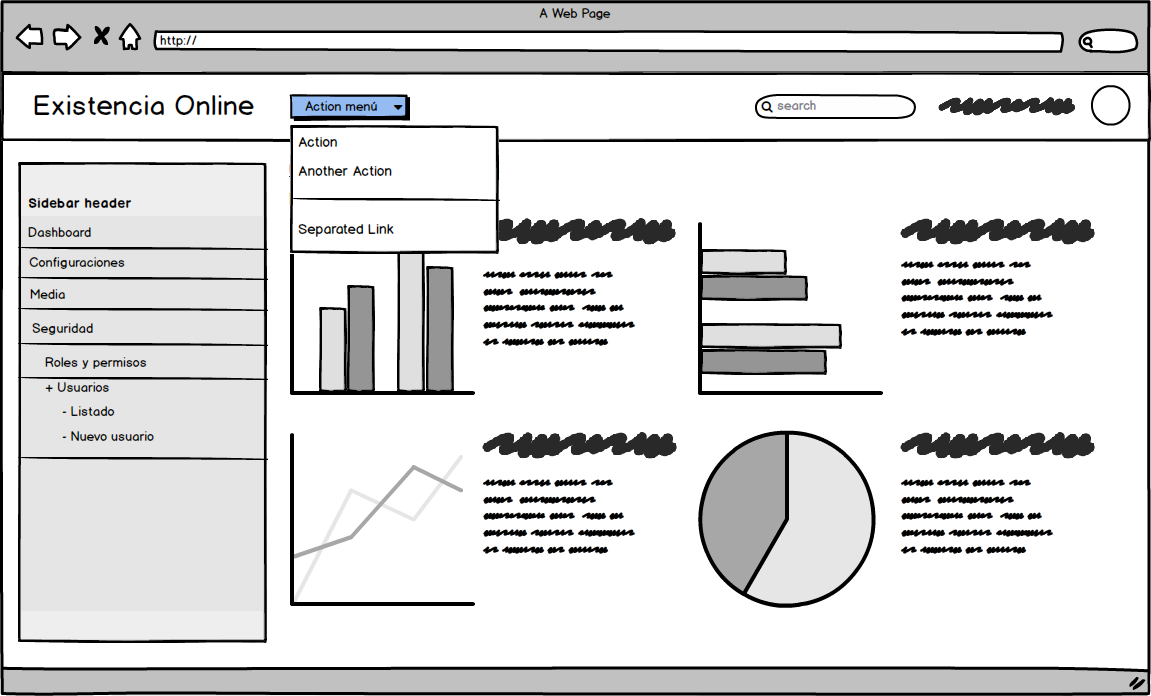 A Web Page
http://
Existencia Online
Action menú
search
Action
Another Action
Separated Link
Sidebar header
Dashboard
Configuraciones
Media
Seguridad
Roles y permisos
+ Usuarios
- Listado
- Nuevo usuario